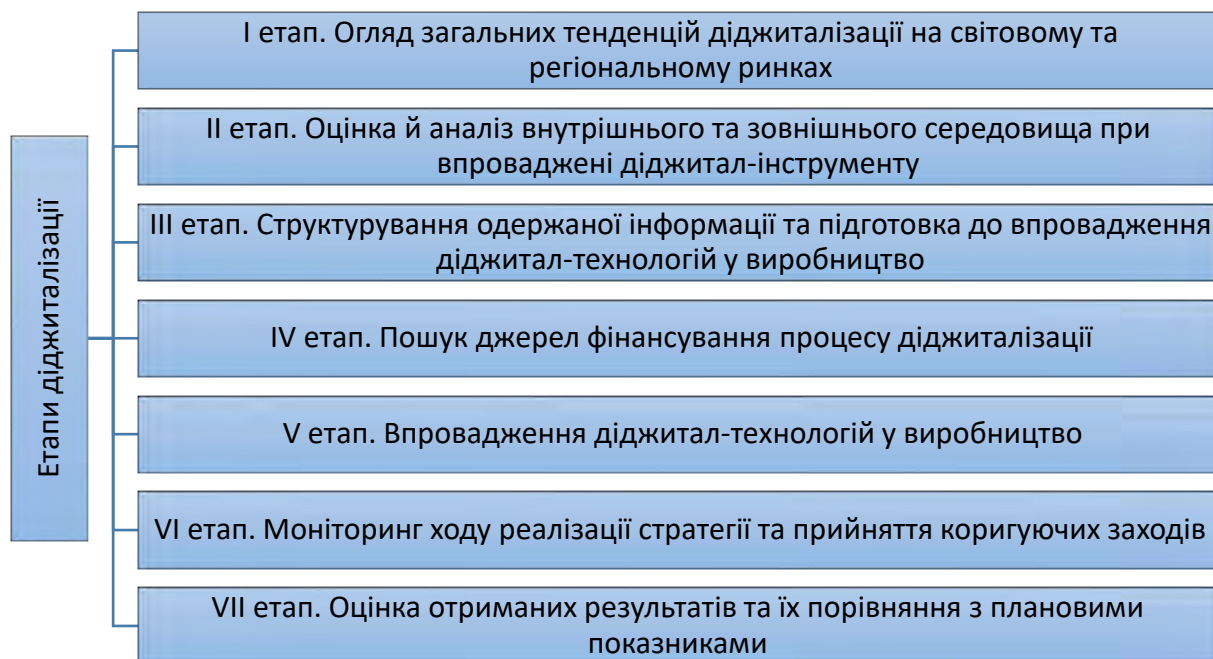 Етапи діджиталізації
І етап. Огляд загальних тенденцій діджиталізації на світовому та
регіональному ринках
ІІ етап. Оцінка й аналіз внутрішнього та зовнішнього середовища при
впроваджені діджитал-інструменту
ІІІ етап. Структурування одержаної інформації та підготовка до впровадження
діджитал-технологій у виробництво
IV етап. Пошук джерел фінансування процесу діджиталізації
V етап. Впровадження діджитал-технологій у виробництво
VI етап. Моніторинг ходу реалізації стратегії та прийняття коригуючих заходів
VII етап. Оцінка отриманих результатів та їх порівняння з плановими
показниками